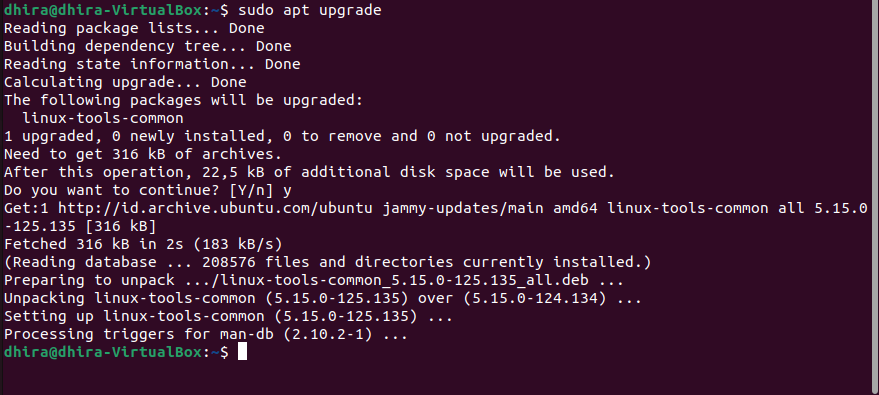 dhira@dhira-VirtualBox:~$ sudo apt upgrade
Reading package lists... Done
Building dependency tree... Done
Reading state information... Done
Calculating upgrade... Done
The following packages will be upgraded:
  linux-tools-common
1 upgraded, 0 newly installed, 0 to remove and 0 not upgraded.
Need to get 316 kB of archives.
After this operation, 22,5 kB of additional disk space will be used.
Do you want to continue? [Y/n] y
Get:1 http://id.archive.ubuntu.com/ubuntu jammy-updates/main amd64 linux-tools-common all 5.15.0
-125.135 [316 kB]
Fetched 316 kB in 2s (183 kB/s)
(Reading database ... 208576 files and directories currently installed.)
Preparing to unpack .../linux-tools-common_5.15.0-125.135_all.deb ...
Unpacking linux-tools-common (5.15.0-125.135) over (5.15.0-124.134) ...
Setting up linux-tools-common (5.15.0-125.135) ...
Processing triggers for man-db (2.10.2-1) ...
dhira@dhira-VirtualBox:~$